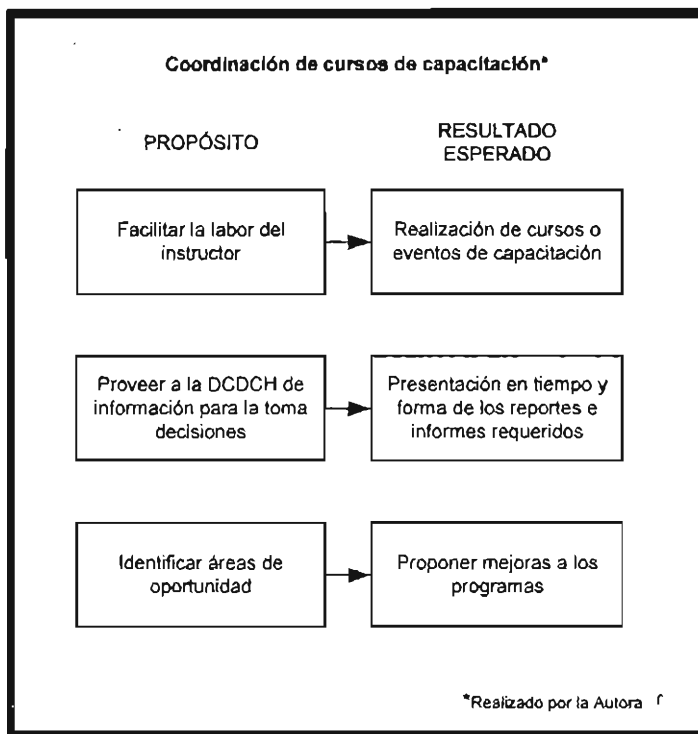 Coordinación de cursos de capacitación*
PROPÓSITO
RESULTADO
ESPERADO
Facilitar la labor del
instructor
Realización de cursos o
eventos de capacitación
Proveer a la DCDCH de
información para la toma
decisiones
Presentación en tiempo y
forma de los reportes e
informes requeridos
Identificar áreas de
oportunidad
Proponer mejoras a los
programas
*Realizado por la Autora